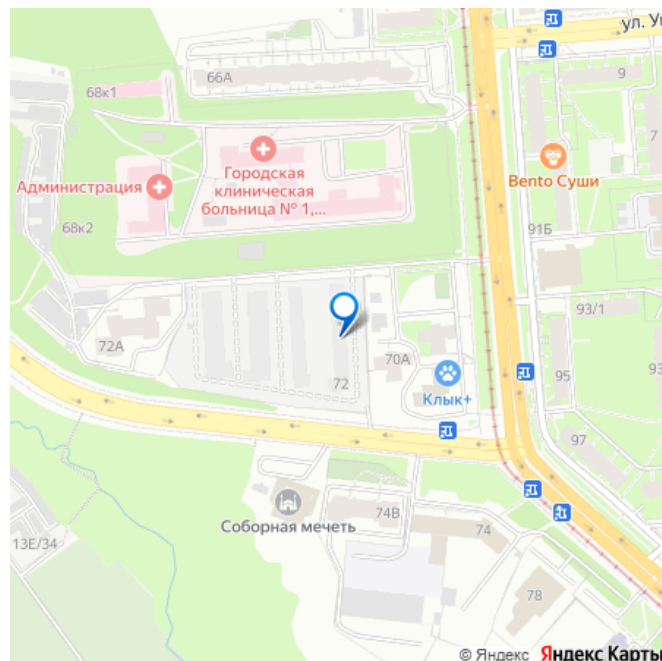 ул. У
66А
9
68к1
7
Городская
клиническая
больница № 1,...
Администрация
Bento Суши
68к2
91Б
93/1
72А
70А
93
72
95
Клык+
97
Соборная мечеть
74В
74
13Е/34
78
© Яндекс Яндекс Карты